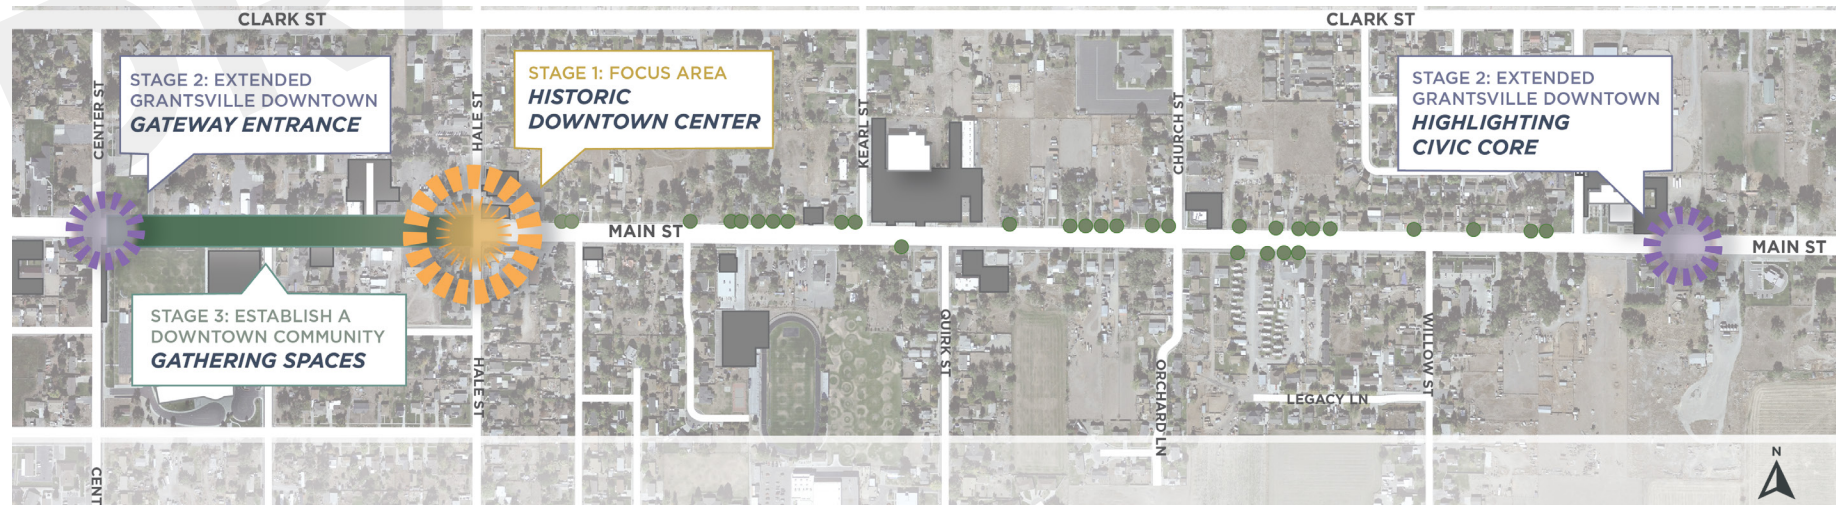 CLARK ST
CLARK ST
CENTER ST
STAGE 2: EXTENDED
GRANTSVILLE DOWNTOWN
GATEWAY ENTRANCE
HALE ST
STAGE 1: FOCUS AREA
HISTORIC
DOWNTOWN CENTER
KEARL ST
CHURCH ST
STAGE 2: EXTENDED
GRANTSVILLE DOWNTOWN
HIGHLIGHTING
CIVIC CORE
MAIN ST
MAIN ST
STAGE 3: ESTABLISH A
DOWNTOWN COMMUNITY
GATHERING SPACES
HALE ST
QUIRK ST
ORCHARD LN
WILLOW ST
LEGACY LN
CENT
N